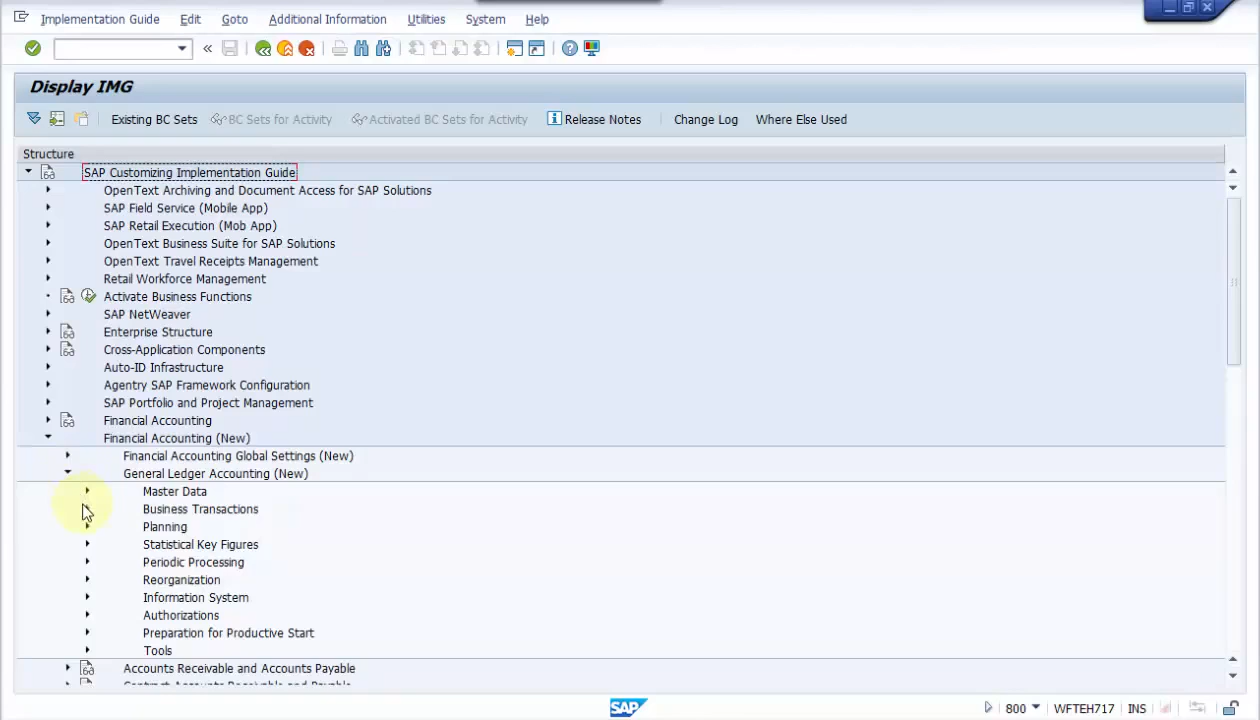 Implementation Guide Edit Goto Additional Information Utilities System Help
Display IMG
Existing BC Sets BC Sets for Activity Activated BC Sets for Activity Release Notes Change Log Where Else Used
Structure
SAP Customizing Implementation Guide
OpenText Archiving and Document Access for SAP Solutions
SAP Field Service (Mobile App)
SAP Retail Execution (Mob App)
OpenText Business Suite for SAP Solutions
OpenText Travel Receipts Management
Retail Workforce Management
Activate Business Functions
SAP NetWeaver
Enterprise Structure
Cross-Application Components
Auto-ID Infrastructure
Agentry SAP Framework Configuration
SAP Portfolio and Project Management
Financial Accounting
Financial Accounting (New)
Financial Accounting Global Settings (New)
General Ledger Accounting (New)
Master Data
Business Transactions
Planning
Statistical Key Figures
Periodic Processing
Reorganization
Information System
Authorizations
Preparation for Productive Start
Tools
Accounts Receivable and Accounts Payable
Contract Accounts Receivable and Payable
SAP 800 WFTEH717 INS